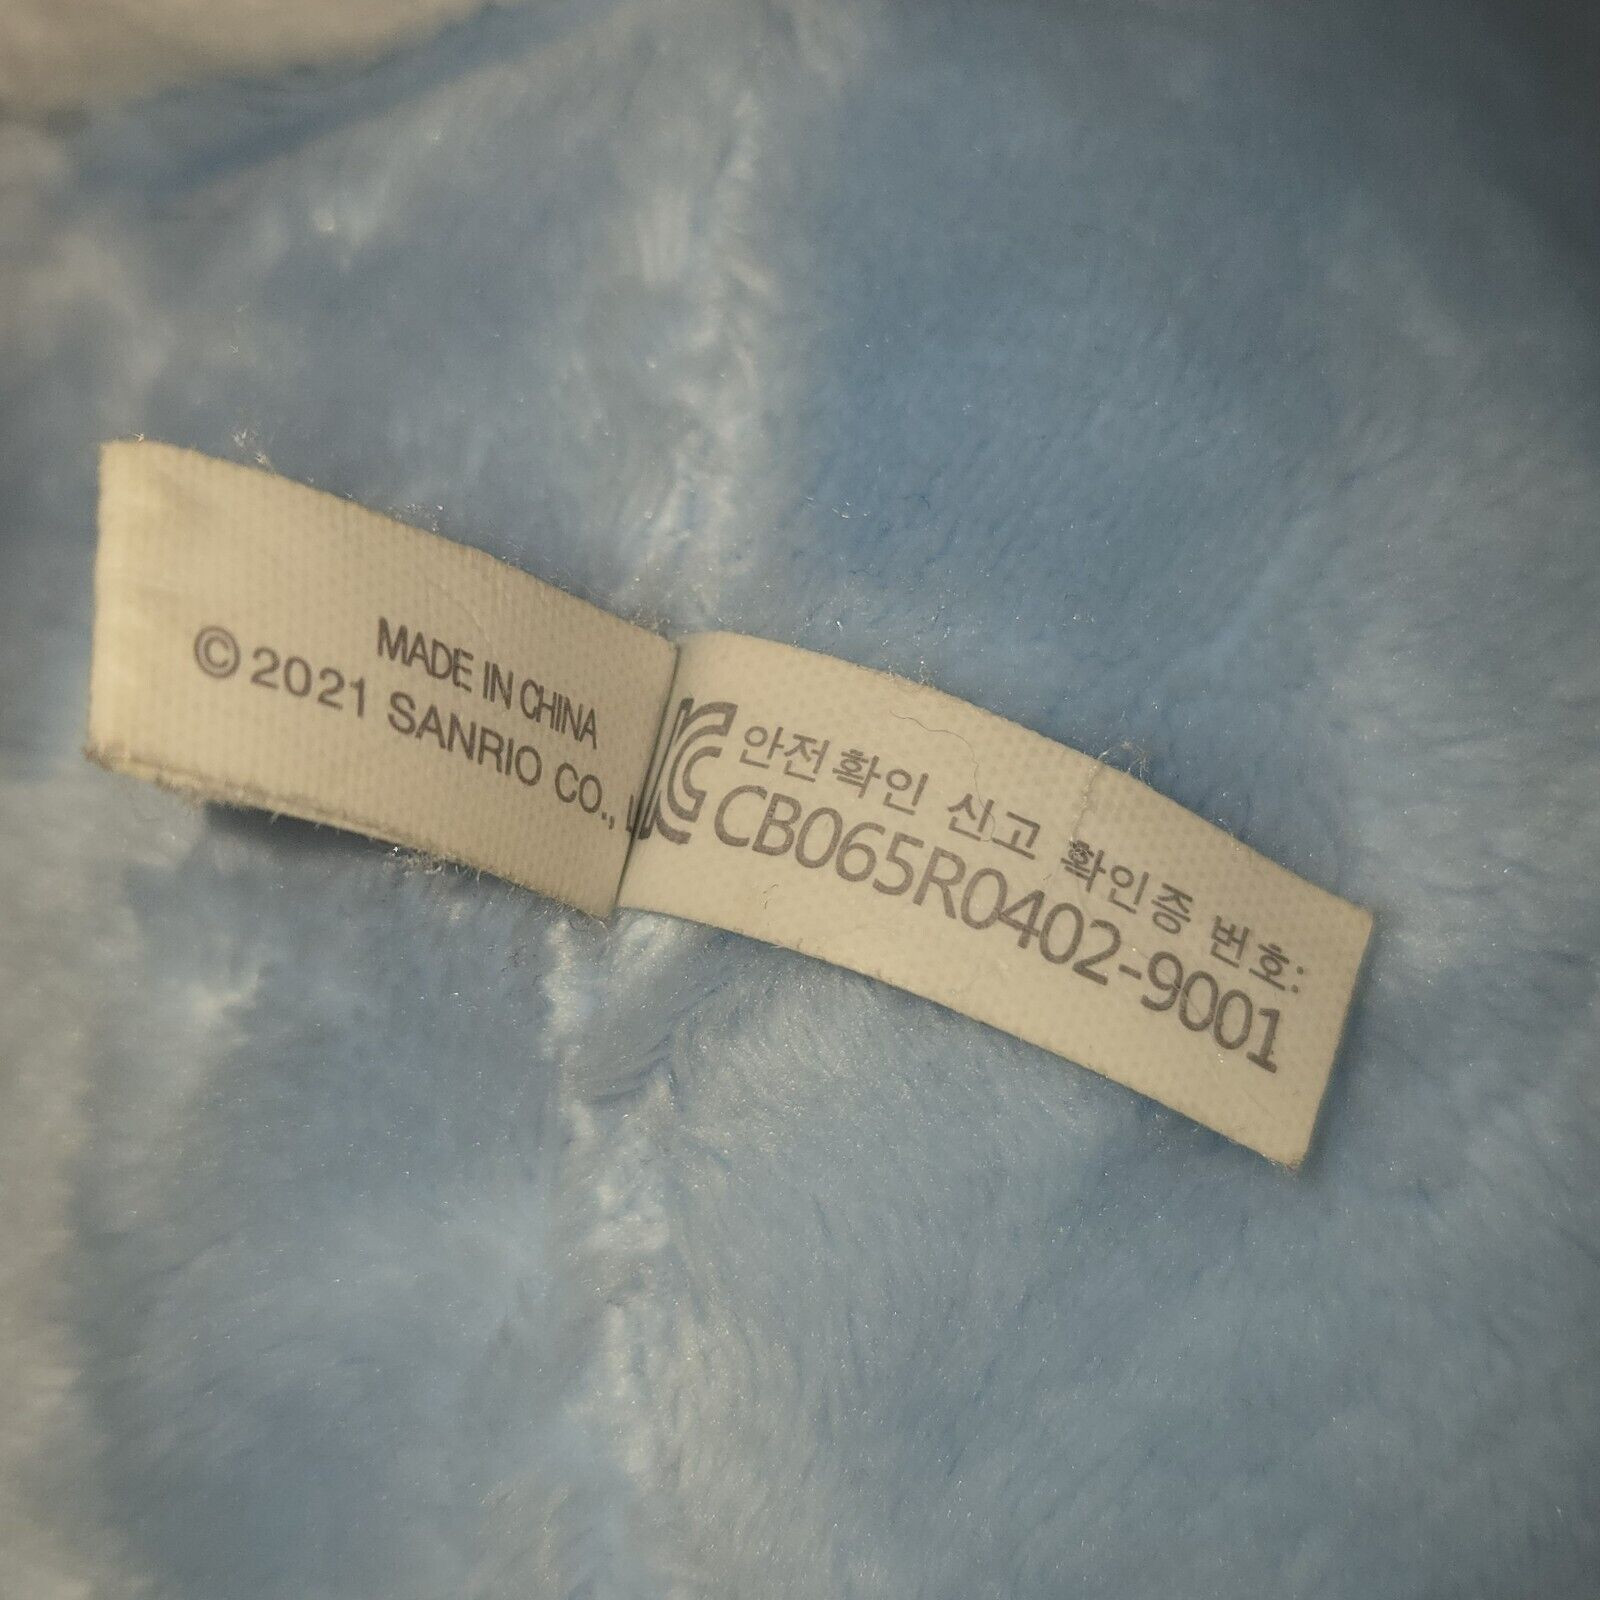 MADE IN CHINA
©2021 SANRIO CO., L
KC 안전확인 신고 확인증 번호:
CB065R0402-9001